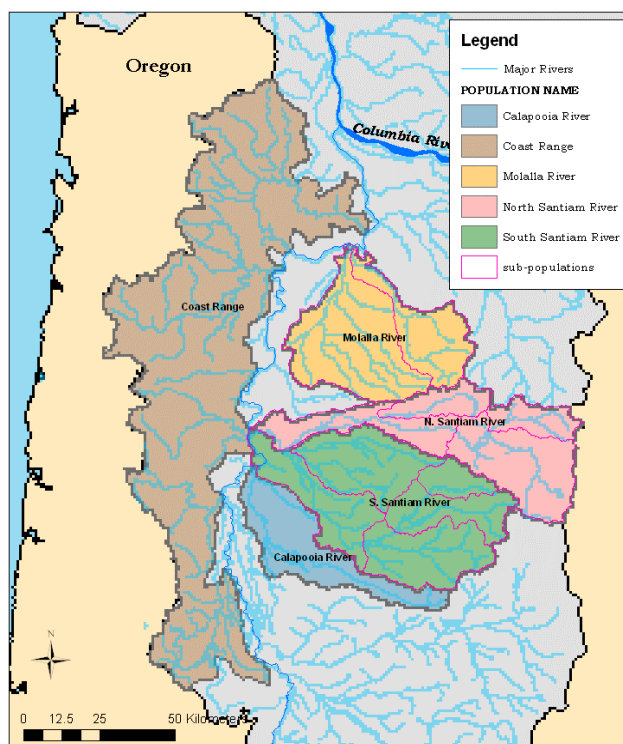 Oregon
Columbia Rive
Legend
Major Rivers
POPULATION NAME
Calapooia River
Coast Range
Molalla River
North Santiam River
South Santiam River
sub-populations
Coast Range
Molalla River
N. Santiam River
S. Santiam River
Calapooia River
N
0 12.5 25 50 Kilometers